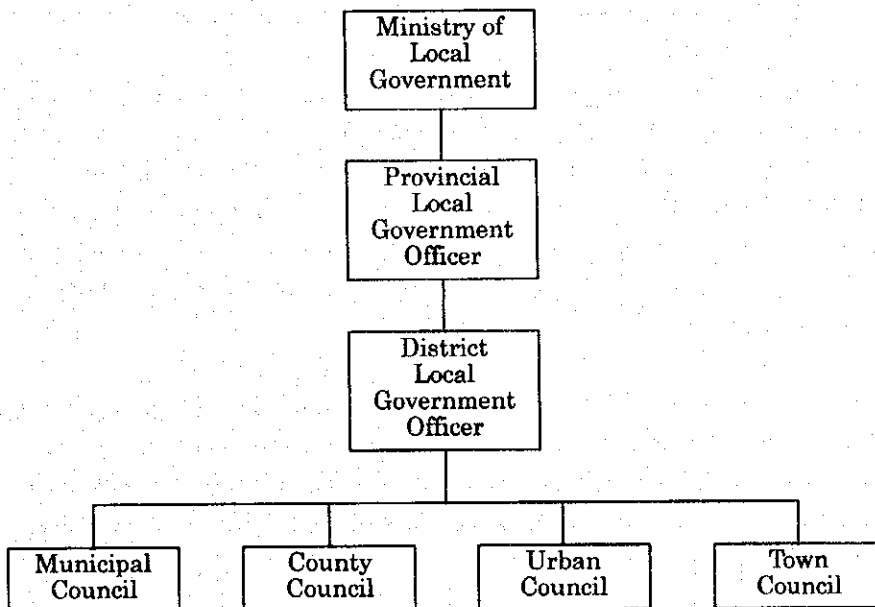 Ministry of
Local
Government
Provincial
Local
Government
Officer
District
Local
Government
Officer
Municipal
Council
County
Council
Urban
Council
Town
Council